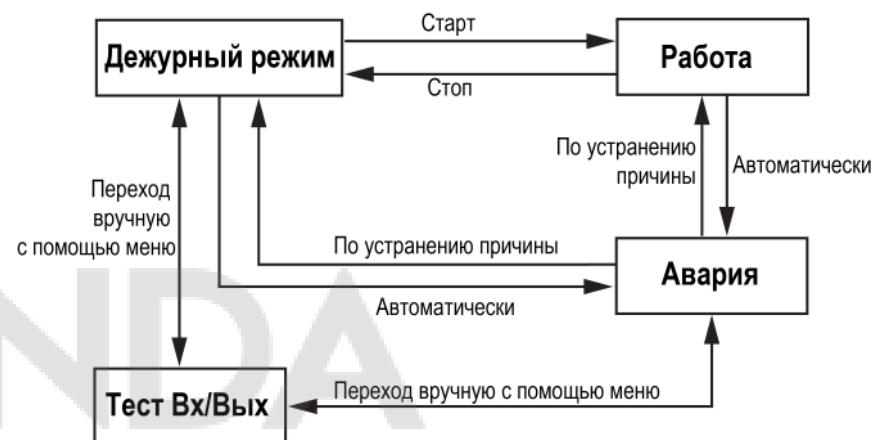 Старт
Дежурный режим
Работа
Стоп
По устранению
причины
Автоматически
Переход
вручную
с помощью меню
По устранению причины
Авария
Автоматически
Тест Вх/Вых
Переход вручную с помощью меню
NDA